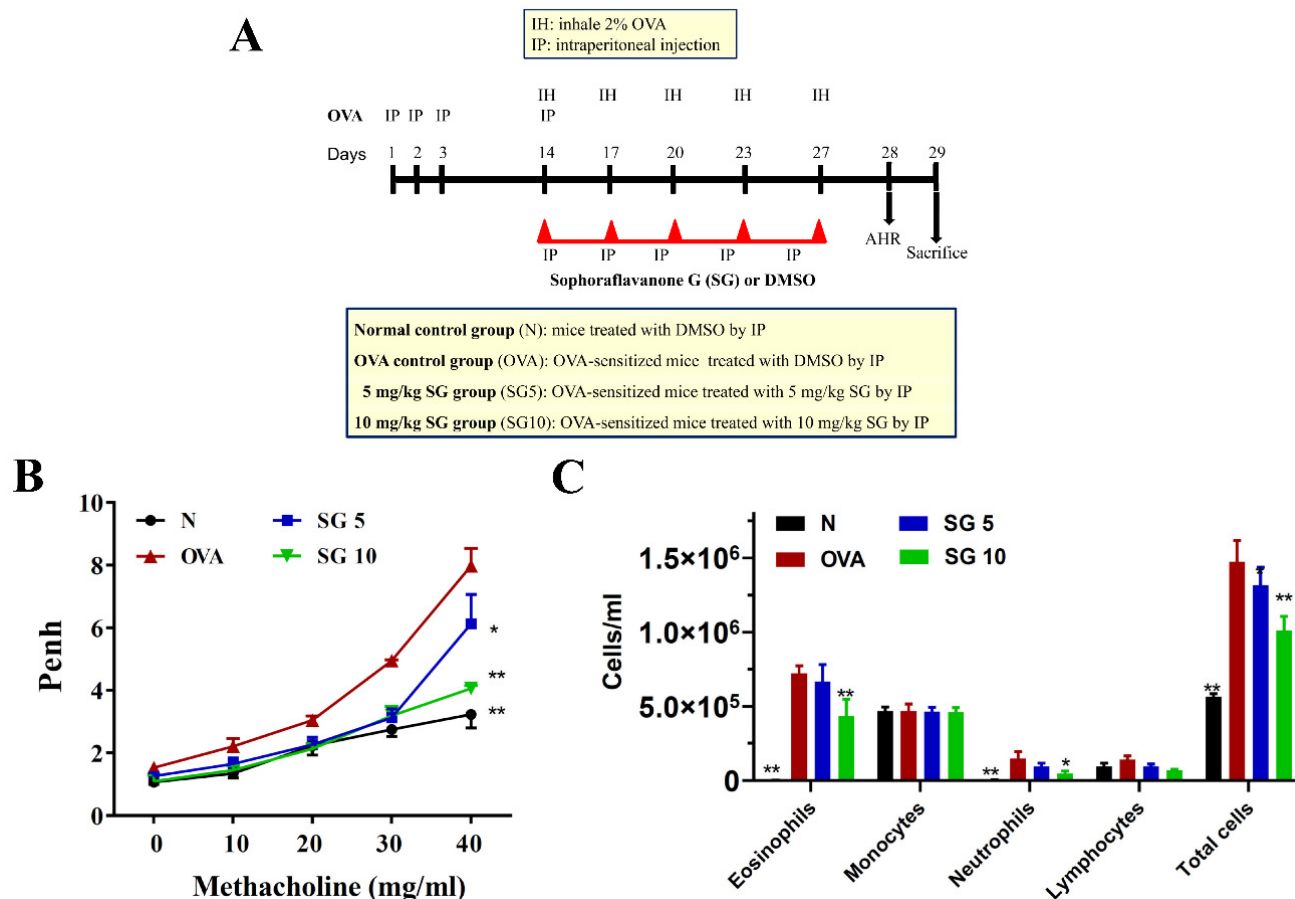 A
IH: inhale 2% OVA
IP: intraperitoneal injection
IH IH IH IH IH
OVA IP IP IP IP
Days 1 2 3 14 17 20 23 27 28 29
IP IP IP IP IP AHR Sacrifice
Sophoraflavanone G (SG) or DMSO
Normal control group (N): mice treated with DMSO by IP
OVA control group (OVA): OVA-sensitized mice treated with DMSO by IP
5 mg/kg SG group (SG5): OVA-sensitized mice treated with 5 mg/kg SG by IP
10 mg/kg SG group (SG10): OVA-sensitized mice treated with 10 mg/kg SG by IP
B
N SG 5
OVA SG 10
10
8
6
4
2
0
*
**
**
Penh
0 10 20 30 40
Methacholine (mg/ml)
C
N SG 5
OVA SG 10
1.5×10⁶
1.0×10⁶
5.0×10⁵
0
Cells/ml
** ** ** * ** * **
Eosinophils Monocytes Neutrophils Lymphocytes Total cells